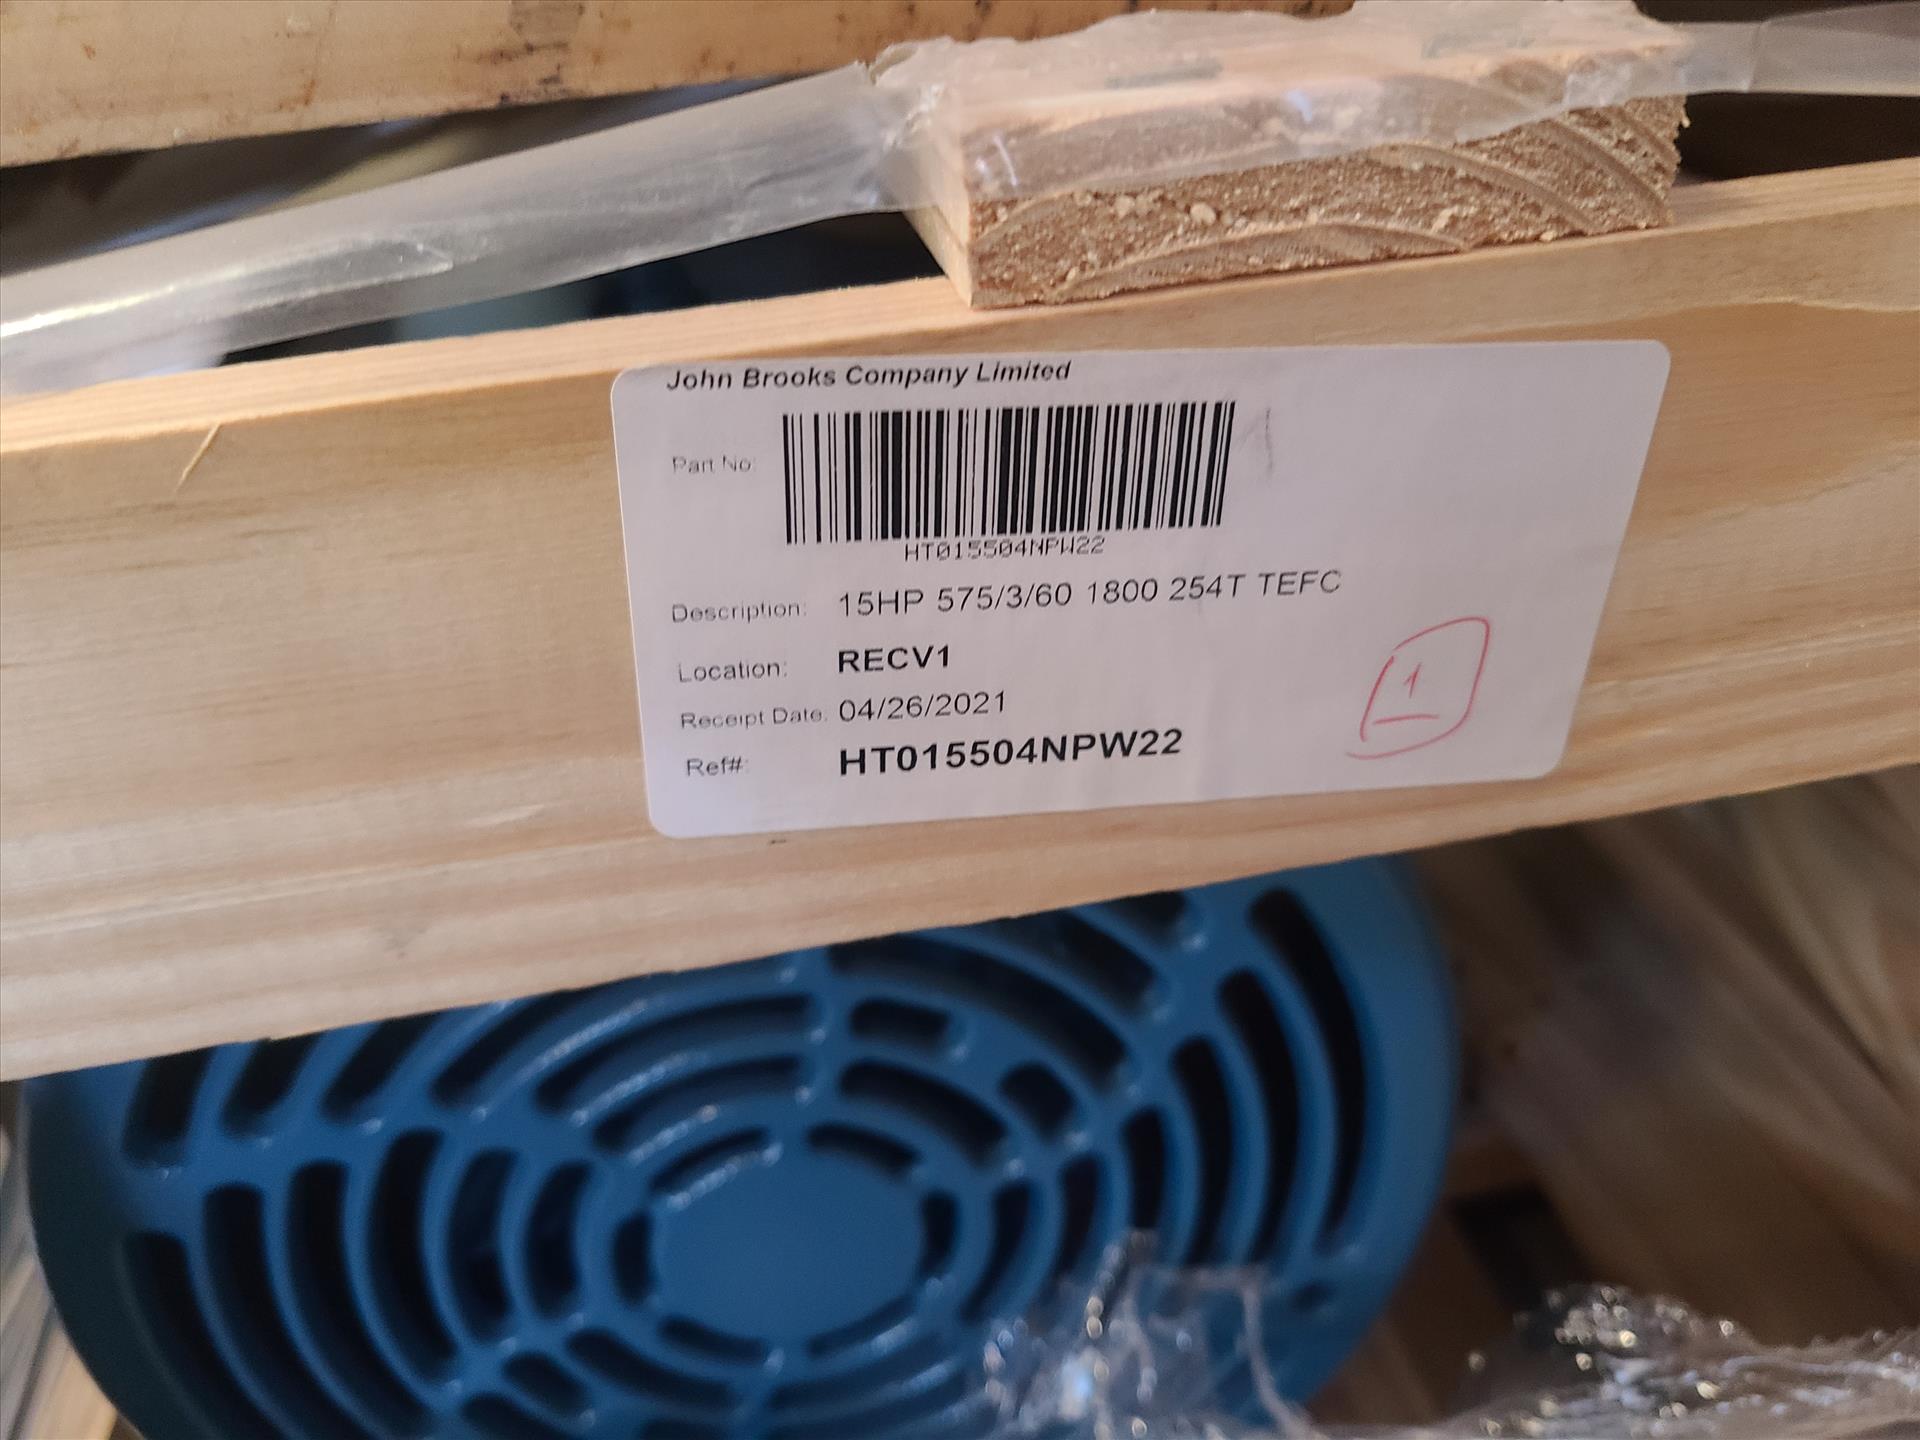 John Brooks Company Limited
Part No:
HT015504NPW22
Description: 15HP 575/3/60 1800 254T TEFC
Location: RECV1
Receipt Date: 04/26/2021
Ref#: HT015504NPW22
1